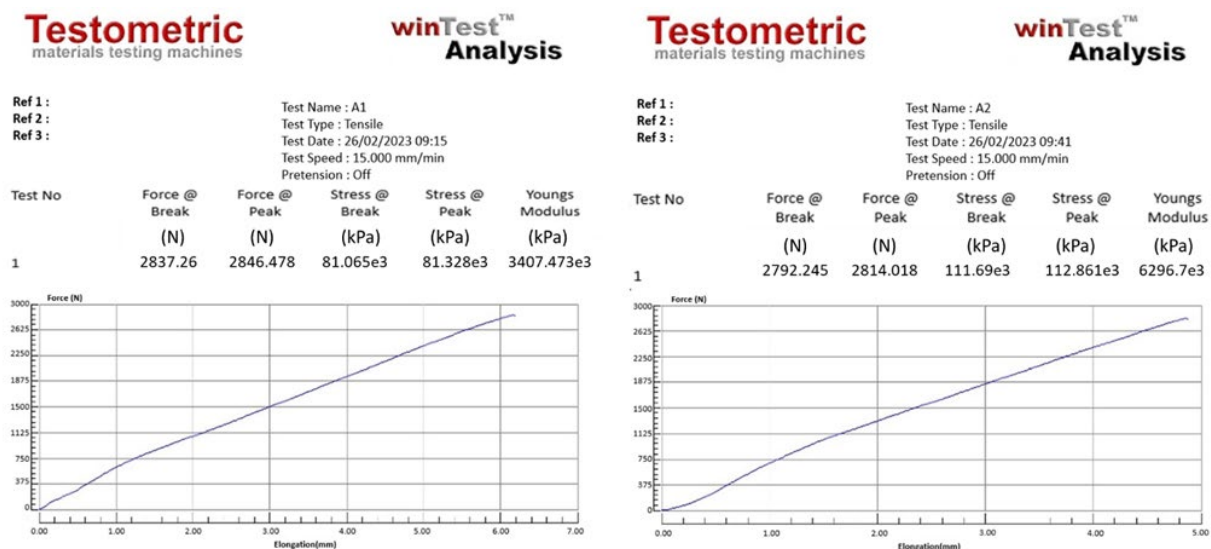 Testometric
materials testing machines
winTest™
Analysis
Ref 1 :
Ref 2 :
Ref 3 :
Test Name : A1
Test Type : Tensile
Test Date : 26/02/2023 09:15
Test Speed : 15.000 mm/min
Pretension : Off
Test No Force @ Force @ Stress @ Stress @ Youngs
Break Peak Break Peak Modulus
(N) (N) (kPa) (kPa) (kPa)
1 2837.26 2846.478 81.065e3 81.328e3 3407.473e3
Force (N)
3000
2625
2250
1875
1500
1125
750
375
0
0.00 1.00 2.00 3.00 4.00 5.00 6.00 7.00
Elongation(mm)
Testometric
materials testing machines
winTest™
Analysis
Ref 1 :
Ref 2 :
Ref 3 :
Test Name : A2
Test Type : Tensile
Test Date : 26/02/2023 09:41
Test Speed : 15.000 mm/min
Pretension : Off
Test No Force @ Force @ Stress @ Stress @ Youngs
Break Peak Break Peak Modulus
(N) (N) (kPa) (kPa) (kPa)
1 2792.245 2814.018 111.69e3 112.861e3 6296.7e3
Force (N)
3000
2625
2250
1875
1500
1125
750
375
0
0.00 1.00 2.00 3.00 4.00 5.00
Elongation(mm)